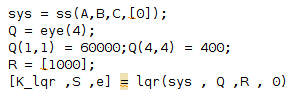 sys = ss(A,B,C,[0]);
Q = eye(4);
Q(1,1) = 60000;Q(4,4) = 400;
R = [1000];
[K_lqr ,S ,e] = lqr(sys , Q ,R , 0)